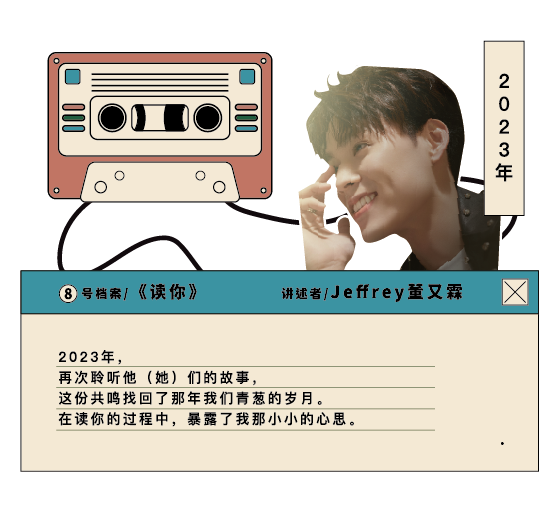 2023年
8号档案/《读你》
讲述者/Jeffrey董又霖
2023年，
再次聆听他（她）们的故事，
这份共鸣找回了那年我们青葱的岁月。
在读你的过程中，暴露了我那小小的心思。